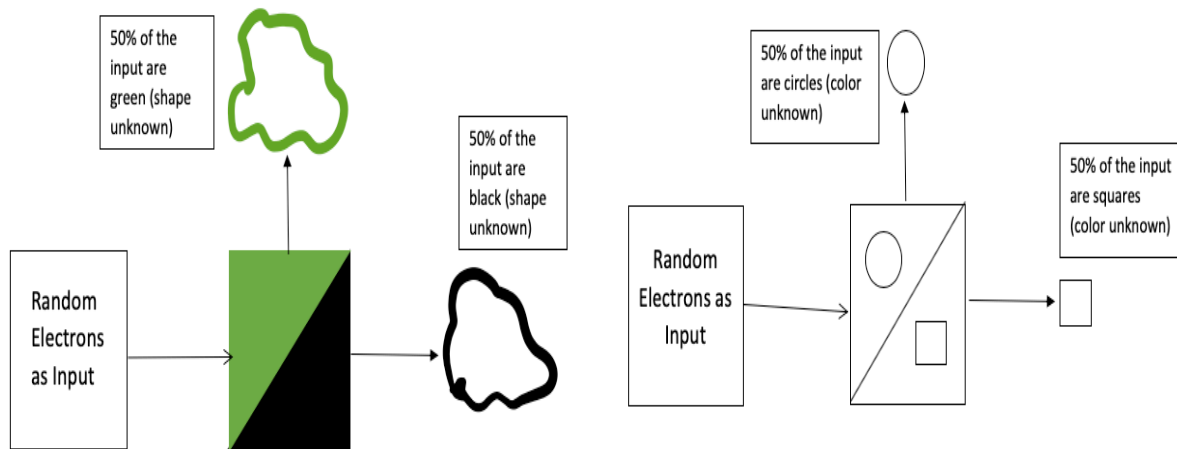 50% of the
input are
green (shape
unknown)
50% of the
input are
black (shape
unknown)
Random
Electrons
as Input
50% of the input
are circles (color
unknown)
50% of the input
are squares
(color unknown)
Random
Electrons as
Input